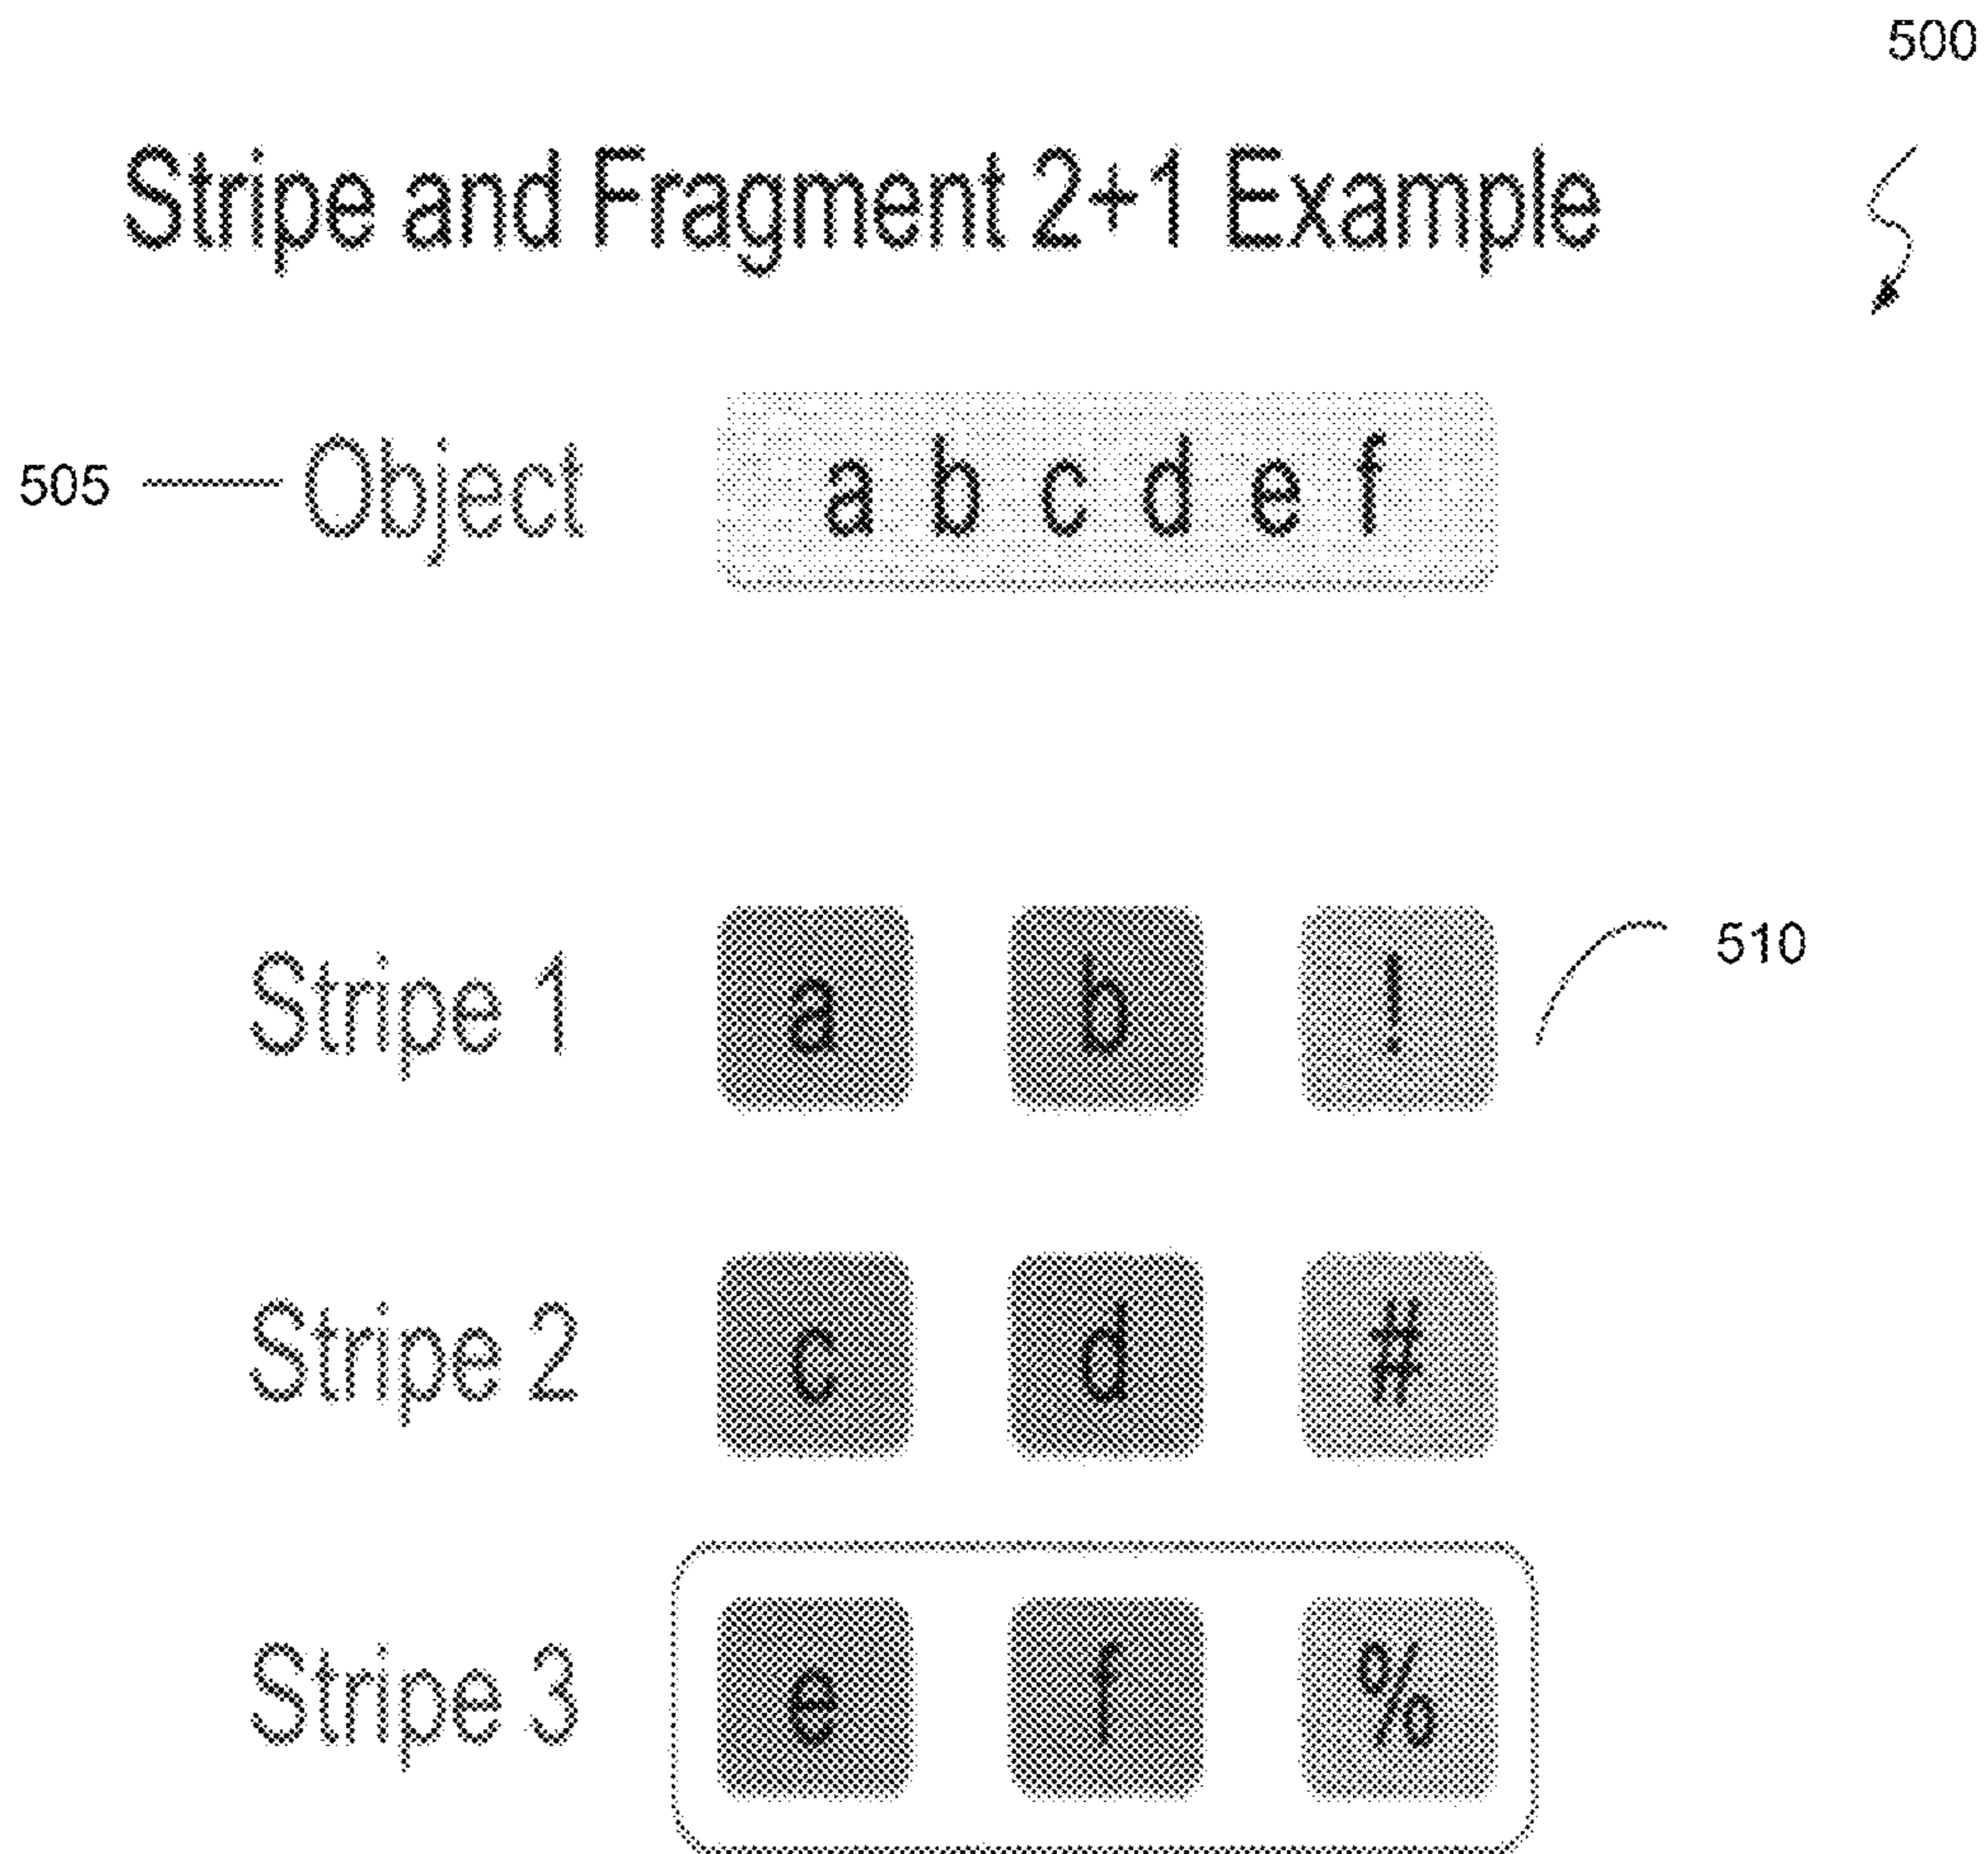 500
Stripe and Fragment 2+1 Example
505 Object a b c d e f
Stripe 1 a b ! 510
Stripe 2 c d #
Stripe 3 e f %